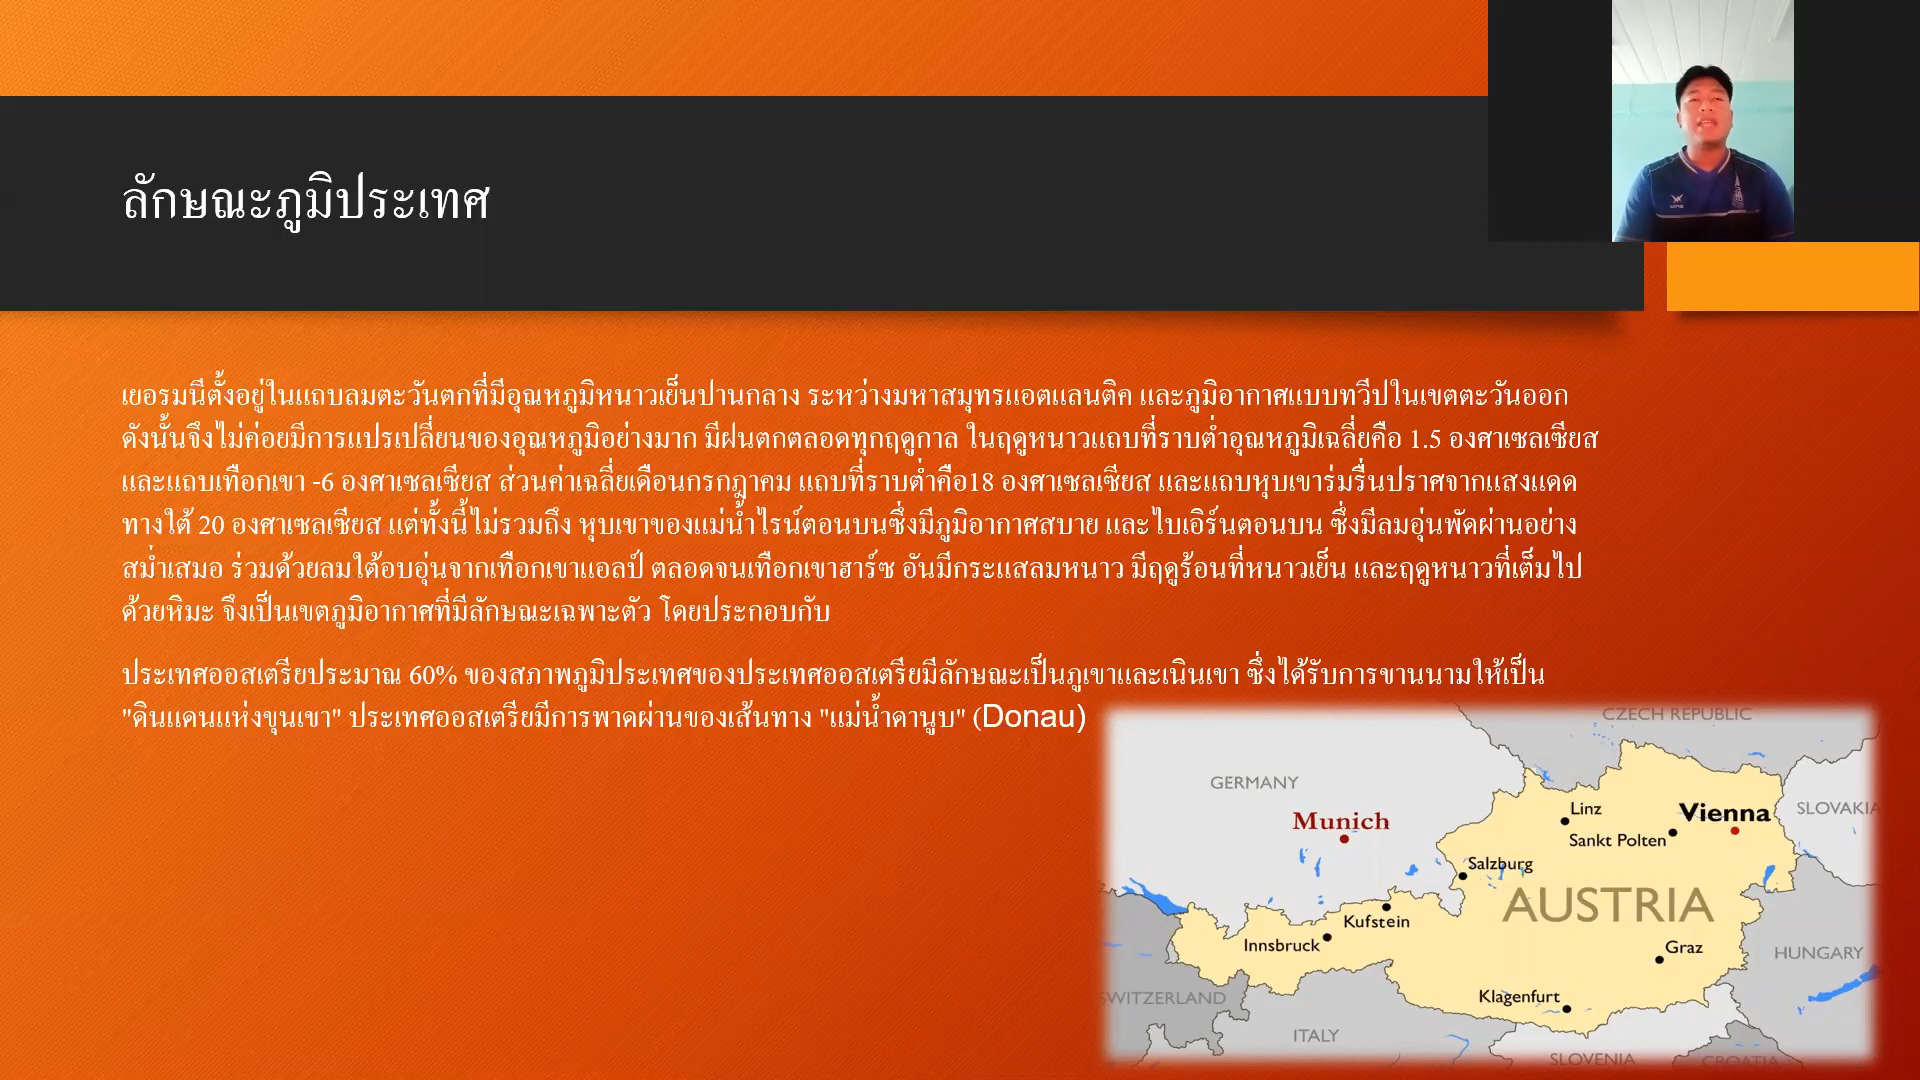 ลักษณะภูมิประเทศ
เยอรมนีตั้งอยู่ในแถบลมตะวันตกที่มีอุณหภูมิหนาวเย็นปานกลาง ระหว่างมหาสมุทรแอตแลนติค และภูมิอากาศแบบทวีปในเขตตะวันออก
ดังนั้นจึงไม่ค่อยมีการแปรเปลี่ยนของอุณหภูมิอย่างมาก มีฝนตกตลอดทุกฤดูกาล ในฤดูหนาวแถบที่ราบต่ำอุณหภูมิเฉลี่ยคือ 1.5 องศาเซลเซียส
และแถบเทือกเขา -6 องศาเซลเซียส ส่วนค่าเฉลี่ยเดือนกรกฎาคม แถบที่ราบต่ำคือ18 องศาเซลเซียส และแถบหุบเขาร่มรื่นปราศจากแสงแดด
ทางใต้ 20 องศาเซลเซียส แต่ทั้งนี้ไม่รวมถึง หุบเขาของแม่น้ำไรน์ตอนบนซึ่งมีภูมิอากาศสบาย และไบเอิร์นตอนบน ซึ่งมีลมอุ่นพัดผ่านอย่าง
สม่ำเสมอ ร่วมด้วยลมใต้อบอุ่นจากเทือกเขาแอลป์ ตลอดจนเทือกเขาฮาร์ซ อันมีกระแสลมหนาว มีฤดูร้อนที่หนาวเย็น และฤดูหนาวที่เต็มไป
ด้วยหิมะ จึงเป็นเขตภูมิอากาศที่มีลักษณะเฉพาะตัว โดยประกอบกับ
ประเทศออสเตรียประมาณ 60% ของสภาพภูมิประเทศของประเทศออสเตรียมีลักษณะเป็นภูเขาและเนินเขา ซึ่งได้รับการขานนามให้เป็น
"ดินแดนแห่งขุนเขา" ประเทศออสเตรียมีการพาดผ่านของเส้นทาง "แม่น้ำดานูบ" (Donau)
CZECH REPUBLIC
GERMANY
Munich
Linz
Vienna
SLOVAKIA
Sankt Polten
Salzburg
AUSTRIA
Kufstein
Innsbruck
Graz
HUNGARY
Klagenfurt
SWITZERLAND
ITALY
SLOVENIA
CROATIA